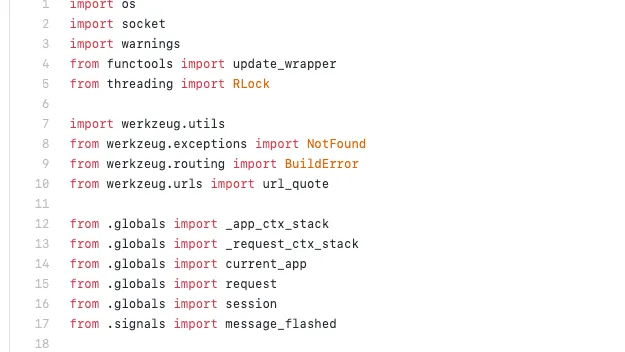 1 import os
2 import socket
3 import warnings
4 from functools import update_wrapper
5 from threading import RLock
6
7 import werkzeug.utils
8 from werkzeug.exceptions import NotFound
9 from werkzeug.routing import BuildError
10 from werkzeug.urls import url_quote
11
12 from .globals import _app_ctx_stack
13 from .globals import _request_ctx_stack
14 from .globals import current_app
15 from .globals import request
16 from .globals import session
17 from .signals import message_flashed
18